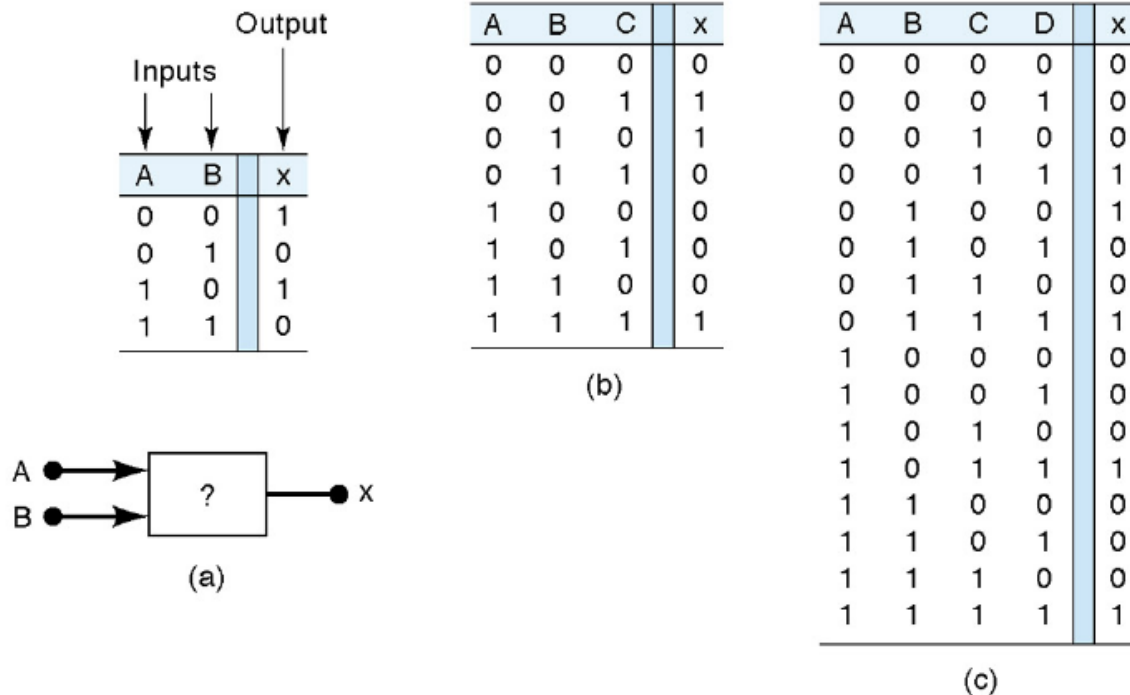 Output
Inputs
A B x
0 0 1
0 1 0
1 0 1
1 1 0
A
B
?
x
(a)
A B C x
0 0 0 0
0 0 1 1
0 1 0 1
0 1 1 0
1 0 0 0
1 0 1 0
1 1 0 0
1 1 1 1
(b)
A B C D x
0 0 0 0 0
0 0 0 1 0
0 0 1 0 0
0 0 1 1 1
0 1 0 0 1
0 1 0 1 0
0 1 1 0 0
0 1 1 1 1
1 0 0 0 0
1 0 0 1 0
1 0 1 0 0
1 0 1 1 1
1 1 0 0 0
1 1 0 1 0
1 1 1 0 0
1 1 1 1 1
(c)